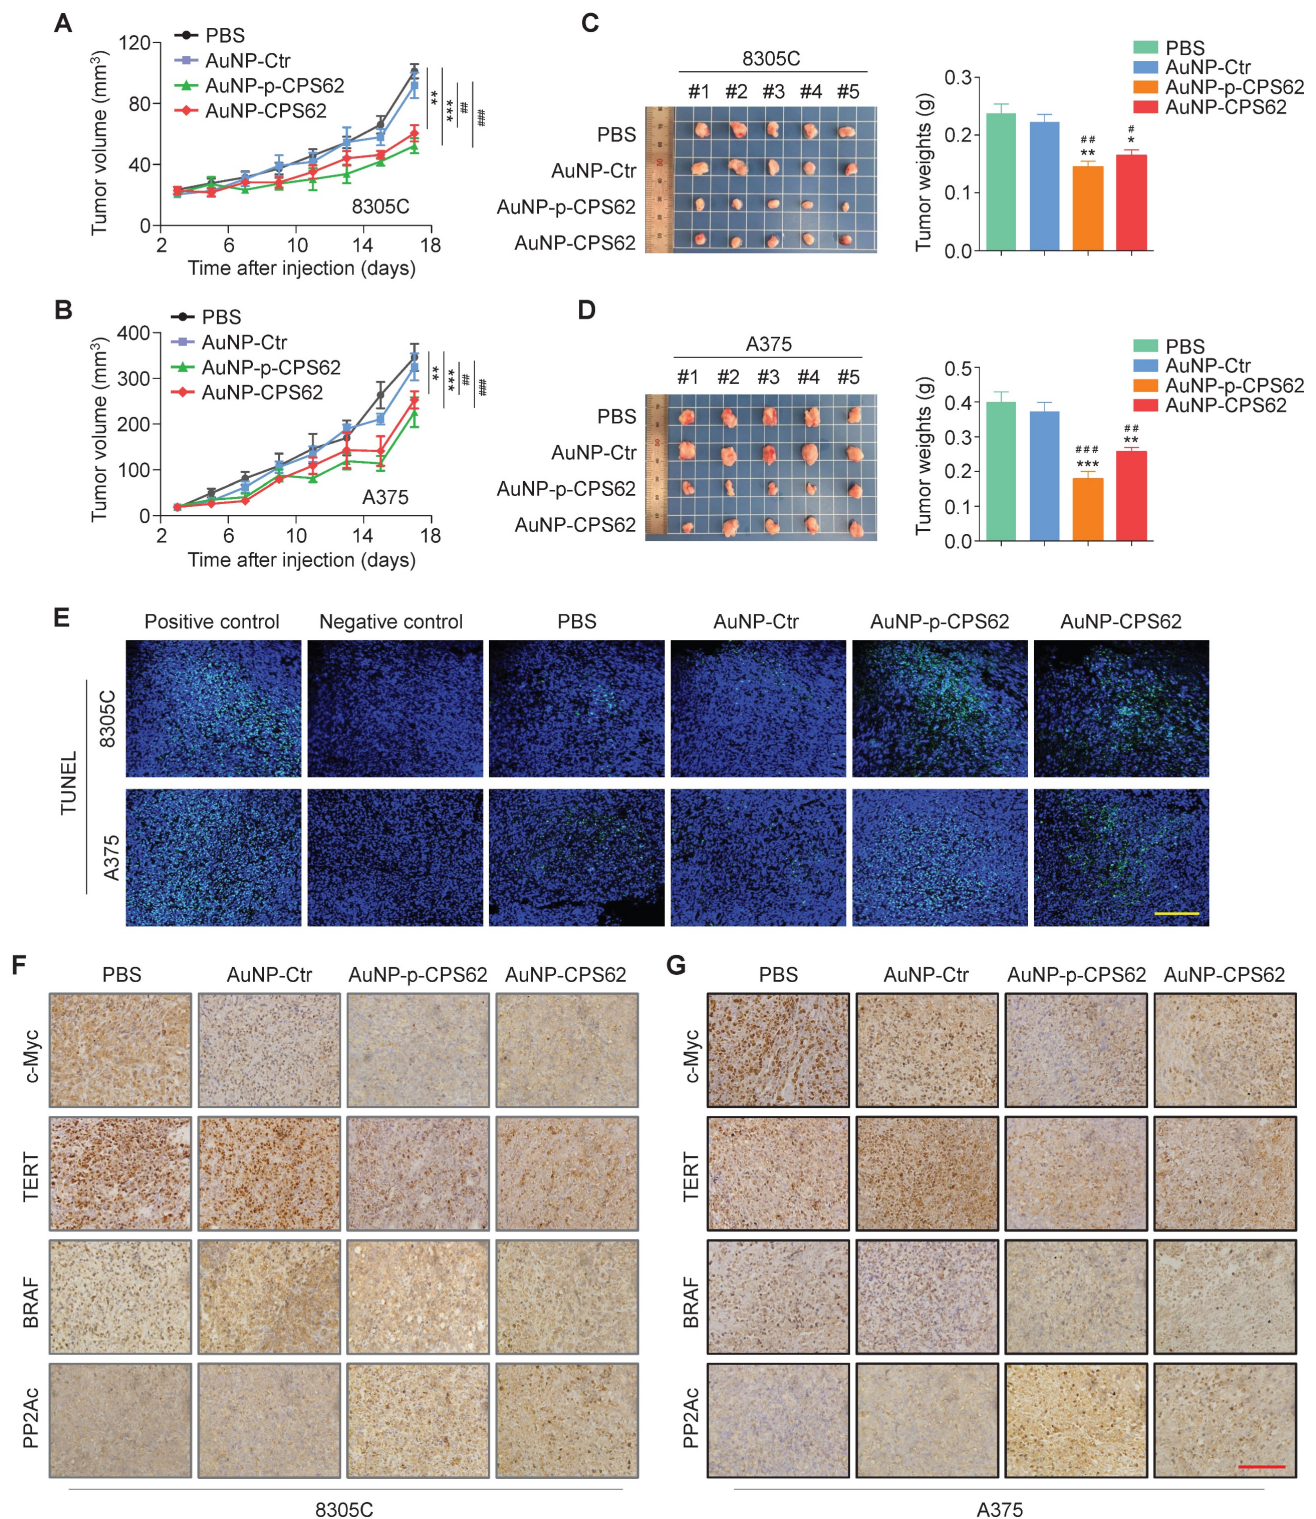 A
PBS
AuNP-Ctr
AuNP-p-CPS62
AuNP-CPS62
Tumor volume (mm³)
120
80
40
0
2
6
10
14
18
8305C
Time after injection (days)
**
***
##
###
B
PBS
AuNP-Ctr
AuNP-p-CPS62
AuNP-CPS62
Tumor volume (mm³)
400
300
200
100
0
2
6
10
14
18
A375
Time after injection (days)
**
***
##
###
C
8305C
#1 #2 #3 #4 #5
PBS
AuNP-Ctr
AuNP-p-CPS62
AuNP-CPS62
PBS
AuNP-Ctr
AuNP-p-CPS62
AuNP-CPS62
Tumor weights (g)
0.3
0.2
0.1
0.0
##
**
#
*
D
A375
#1 #2 #3 #4 #5
PBS
AuNP-Ctr
AuNP-p-CPS62
AuNP-CPS62
PBS
AuNP-Ctr
AuNP-p-CPS62
AuNP-CPS62
Tumor weights (g)
0.5
0.4
0.3
0.2
0.1
0.0
###
***
##
**
E
Positive control Negative control PBS AuNP-Ctr AuNP-p-CPS62 AuNP-CPS62
TUNEL
8305C
A375
F
PBS AuNP-Ctr AuNP-p-CPS62 AuNP-CPS62
c-Myc
TERT
BRAF
PP2Ac
8305C
G
PBS AuNP-Ctr AuNP-p-CPS62 AuNP-CPS62
c-Myc
TERT
BRAF
PP2Ac
A375